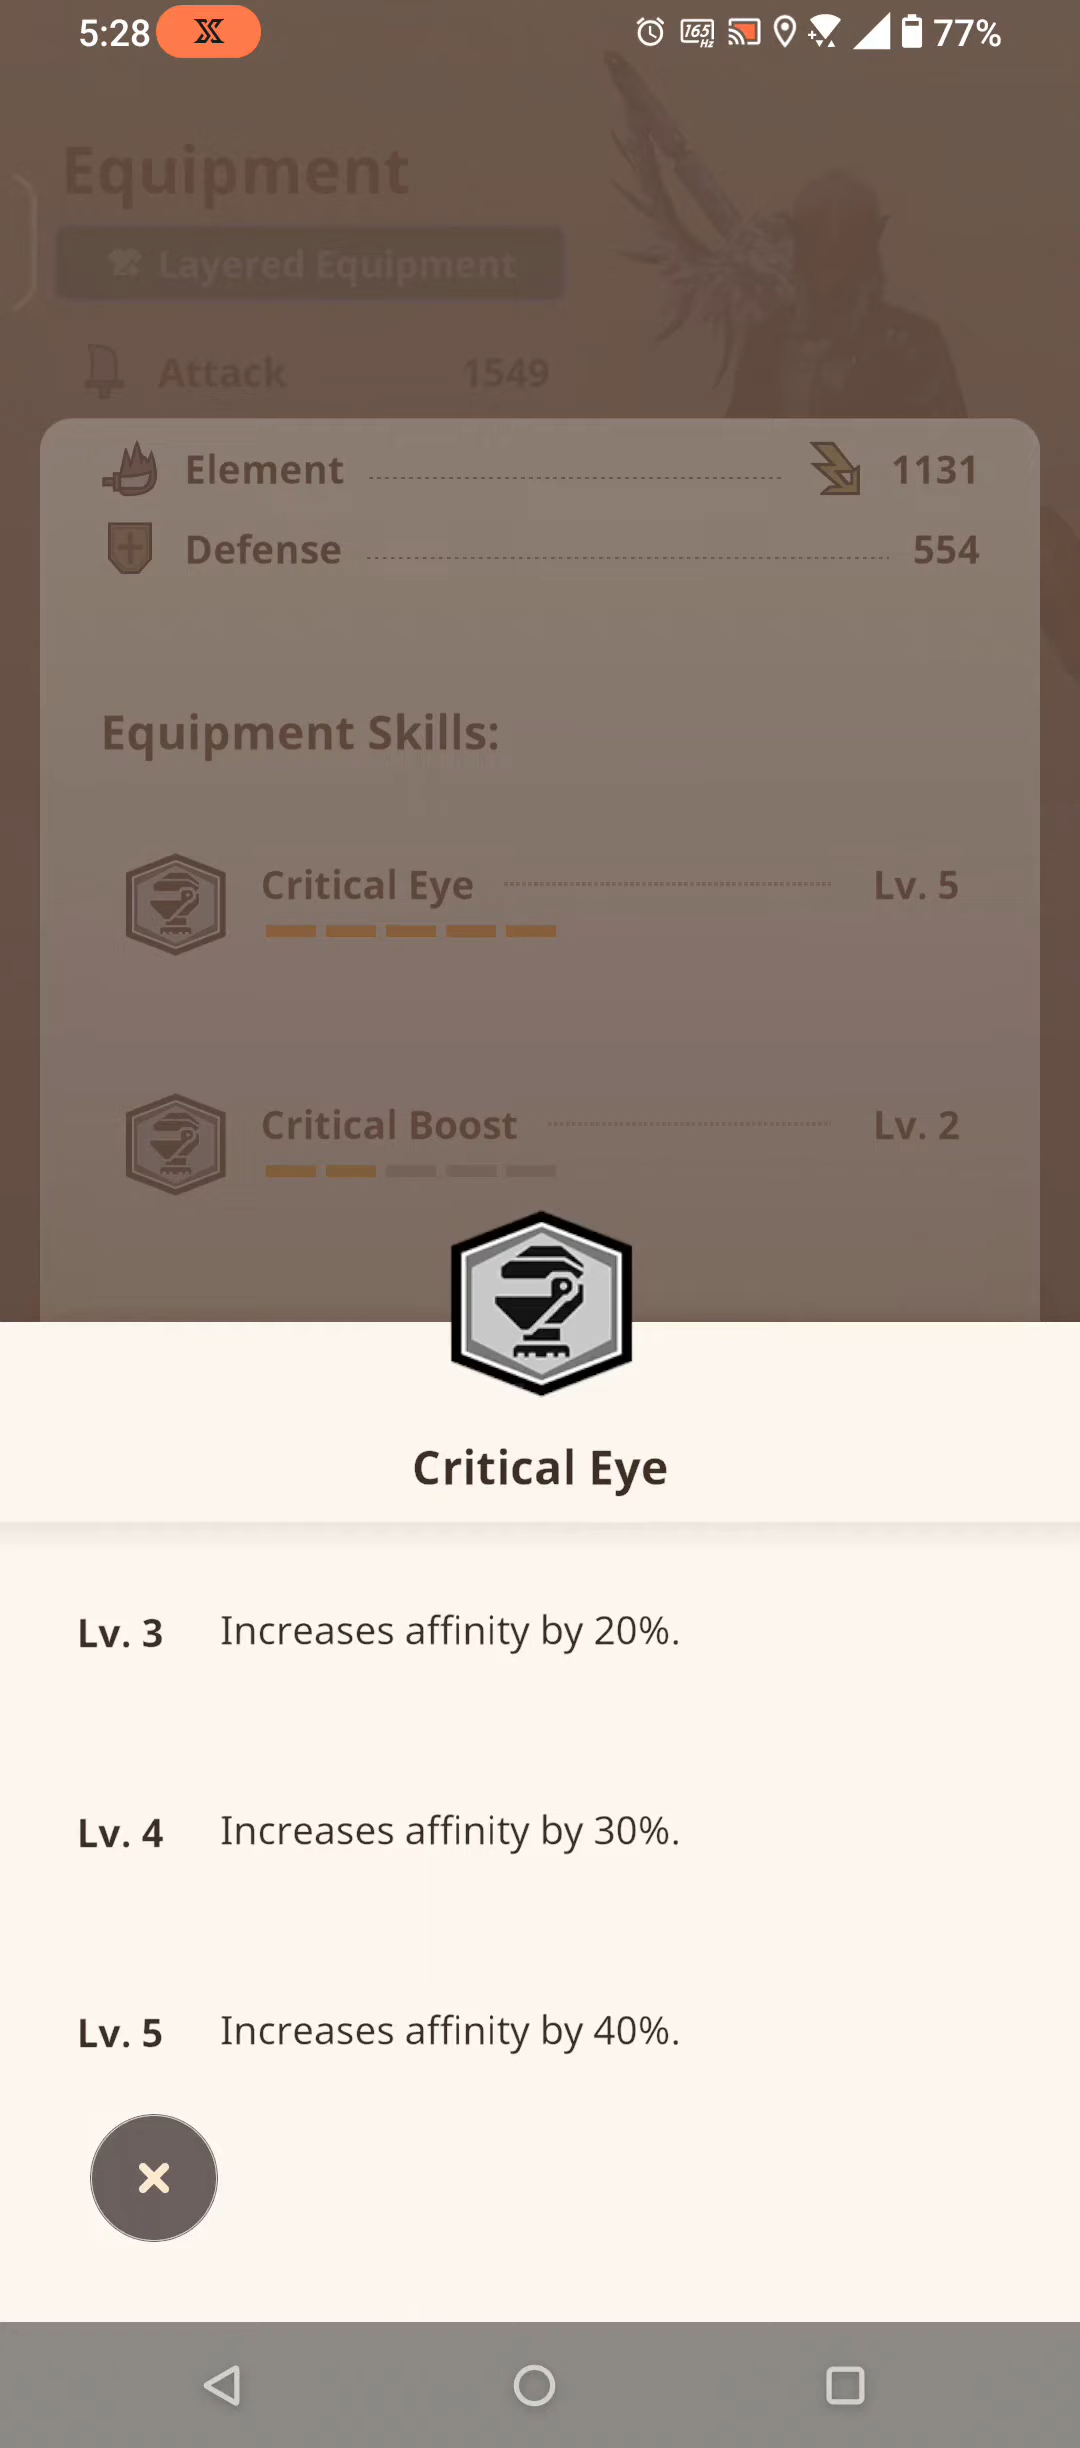 5:28
165
Hz
77%
Equipment
Layered Equipment
Attack 1549
Element 1131
Defense 554
Equipment Skills:
Critical Eye Lv. 5
Critical Boost Lv. 2
Critical Eye
Lv. 3 Increases affinity by 20%.
Lv. 4 Increases affinity by 30%.
Lv. 5 Increases affinity by 40%.